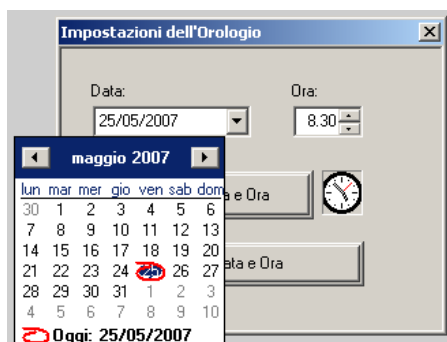 Impostazioni dell'Orologio
Data:
Ora:
25/05/2007
8.30
maggio 2007
lun mar mer gio ven sab dom
30 1 2 3 4 5 6
7 8 9 10 11 12 13
14 15 16 17 18 19 20
21 22 23 24 25 26 27
28 29 30 31 1 2 3
4 5 6 7 8 9 10
Oggi: 25/05/2007
e Ora
ata e Ora